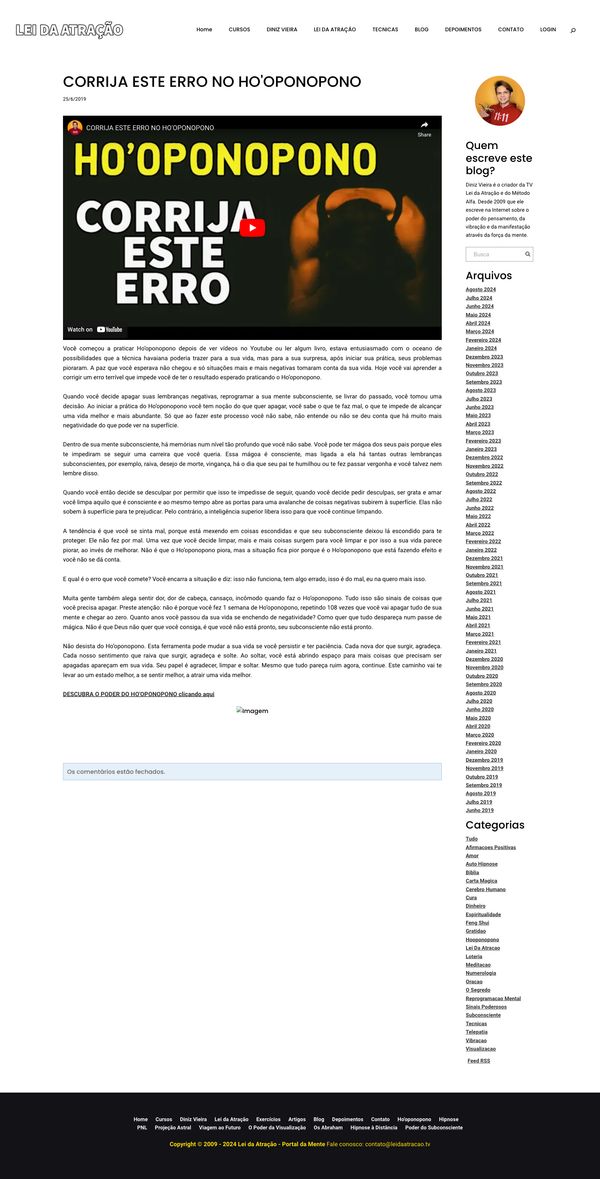 LEI DA ATRAÇÃO
Home CURSOS DINIZ VIEIRA LEI DA ATRAÇÃO TECNICAS BLOG DEPOIMENTOS CONTATO LOGIN
CORRIJA ESTE ERRO NO HO'OPONOPONO
25/6/2019
CORRIJA ESTE ERRO NO HO'OPONOPONO
Share
HO'OPONOPONO
CORRIJA
ESTE
ERRO
Watch on YouTube
Você começou a praticar Ho'oponopono depois de ver vídeos no Youtube ou ler algum livro, estava entusiasmado com o oceano de
possibilidades que a técnica havaiana poderia trazer para a sua vida, mas para a sua surpresa, após iniciar sua prática, seus problemas
pioraram. A paz que você esperava não chegou e só situações mais e mais negativas tomaram conta da sua vida. Hoje você vai aprender a
corrigir um erro terrível que impede você de ter o resultado esperado praticando o Ho'oponopono.
Quando você decide apagar suas lembranças negativas, reprogramar a sua mente subconsciente, se livrar do passado, você tomou uma
decisão. Ao iniciar a prática do Ho'oponopono você tem noção do que quer apagar, você sabe o que te faz mal, o que te impede de alcançar
uma vida melhor e mais abundante. Só que ao fazer este processo você não sabe, não entende ou não se deu conta que há muito mais
negatividade do que pode ver na superfície.
Dentro de sua mente subconsciente, há memórias num nível tão profundo que você não sabe. Você pode ter mágoa dos seus pais porque eles
te impediram se seguir uma carreira que você queria. Essa mágoa é consciente, mas ligada a ela há tantas outras lembranças
subconscientes, por exemplo, raiva, desejo de morte, vingança, há o dia que seu pai te humilhou ou te fez passar vergonha e você talvez nem
lembre disso.
Quando você então decide se desculpar por permitir que isso te impedisse de seguir, quando você decide pedir desculpas, ser grata e amar
você limpa aquilo que é consciente e ao mesmo tempo abre as portas para uma avalanche de coisas negativas subirem à superfície. Elas não
sobem à superfície para te prejudicar. Pelo contrário, a inteligência superior libera isso para que você continue limpando.
A tendência é que você se sinta mal, porque está mexendo em coisas escondidas e que seu subconsciente deixou lá escondido para te
proteger. Ele não fez por mal. Uma vez que você decide limpar, mais e mais coisas surgem para você limpar e por isso a sua vida parece
piorar, ao invés de melhorar. Não é que o Ho'oponopono piora, mas a situação fica pior porque é o Ho'oponopono que está fazendo efeito e
você não se dá conta.
E qual é o erro que você comete? Você encarra a situação e diz: isso não funciona, tem algo errado, isso é do mal, eu na quero mais isso.
Muita gente também alega sentir dor, dor de cabeça, cansaço, incômodo quando faz o Ho'oponopono. Tudo isso são sinais de coisas que
você precisa apagar. Preste atenção: não é porque você fez 1 semana de Ho'oponopono, repetindo 108 vezes que você vai apagar tudo de sua
mente e chegar ao zero. Quanto anos você passou da sua vida se enchendo de negatividade? Como quer que tudo despareça num passe de
mágica. Não é que Deus não quer que você consiga, é que você não está pronto, seu subconsciente não está pronto.
Não desista do Ho'oponopono. Esta ferramenta pode mudar a sua vida se você persistir e ter paciência. Cada nova dor que surgir, agradeça.
Cada nosso sentimento que raiva que surgir, agradeça e solte. Ao soltar, você está abrindo espaço para mais coisas que precisam ser
apagadas apareçam em sua vida. Seu papel é agradecer, limpar e soltar. Mesmo que tudo pareça ruim agora, continue. Este caminho vai te
levar ao um estado melhor, a se sentir melhor, a atrair uma vida melhor.
DESCUBRA O PODER DO HO'OPONOPONO clicando aqui
Imagem
Os comentários estão fechados.
11:11
Quem
escreve este
blog?
Diniz Vieira é o criador da TV
Lei da Atração e do Método
Alfa. Desde 2009 que ele
escreve na Internet sobre o
poder do pensamento, da
vibração e da manifestação
através da força da mente.
Busca
Arquivos
Agosto 2024
Julho 2024
Junho 2024
Maio 2024
Abril 2024
Março 2024
Fevereiro 2024
Janeiro 2024
Dezembro 2023
Novembro 2023
Outubro 2023
Setembro 2023
Agosto 2023
Julho 2023
Junho 2023
Maio 2023
Abril 2023
Março 2023
Fevereiro 2023
Janeiro 2023
Dezembro 2022
Novembro 2022
Outubro 2022
Setembro 2022
Agosto 2022
Julho 2022
Junho 2022
Maio 2022
Abril 2022
Março 2022
Fevereiro 2022
Janeiro 2022
Dezembro 2021
Novembro 2021
Outubro 2021
Setembro 2021
Agosto 2021
Julho 2021
Junho 2021
Maio 2021
Abril 2021
Março 2021
Fevereiro 2021
Janeiro 2021
Dezembro 2020
Novembro 2020
Outubro 2020
Setembro 2020
Agosto 2020
Julho 2020
Junho 2020
Maio 2020
Abril 2020
Março 2020
Fevereiro 2020
Janeiro 2020
Dezembro 2019
Novembro 2019
Outubro 2019
Setembro 2019
Agosto 2019
Julho 2019
Junho 2019
Categorias
Tudo
Afirmacoes Positivas
Amor
Auto Hipnose
Biblia
Carta Magica
Cerebro Humano
Cura
Dinheiro
Espiritualidade
Feng Shui
Gratidao
Hooponopono
Lei Da Atracao
Loteria
Meditacao
Numerologia
Oracao
O Segredo
Reprogramacao Mental
Sinais Poderosos
Subconsciente
Tecnicas
Telepatia
Vibracao
Visualizacao
Feed RSS
Home Cursos Diniz Vieira Lei da Atração Exercícios Artigos Blog Depoimentos Contato Ho'oponopono Hipnose
PNL Projeção Astral Viagem ao Futuro O Poder da Visualização Os Abraham Hipnose à Distância Poder do Subconsciente
Copyright © 2009 - 2024 Lei da Atração - Portal da Mente Fale conosco: contato@leidaatracao.tv